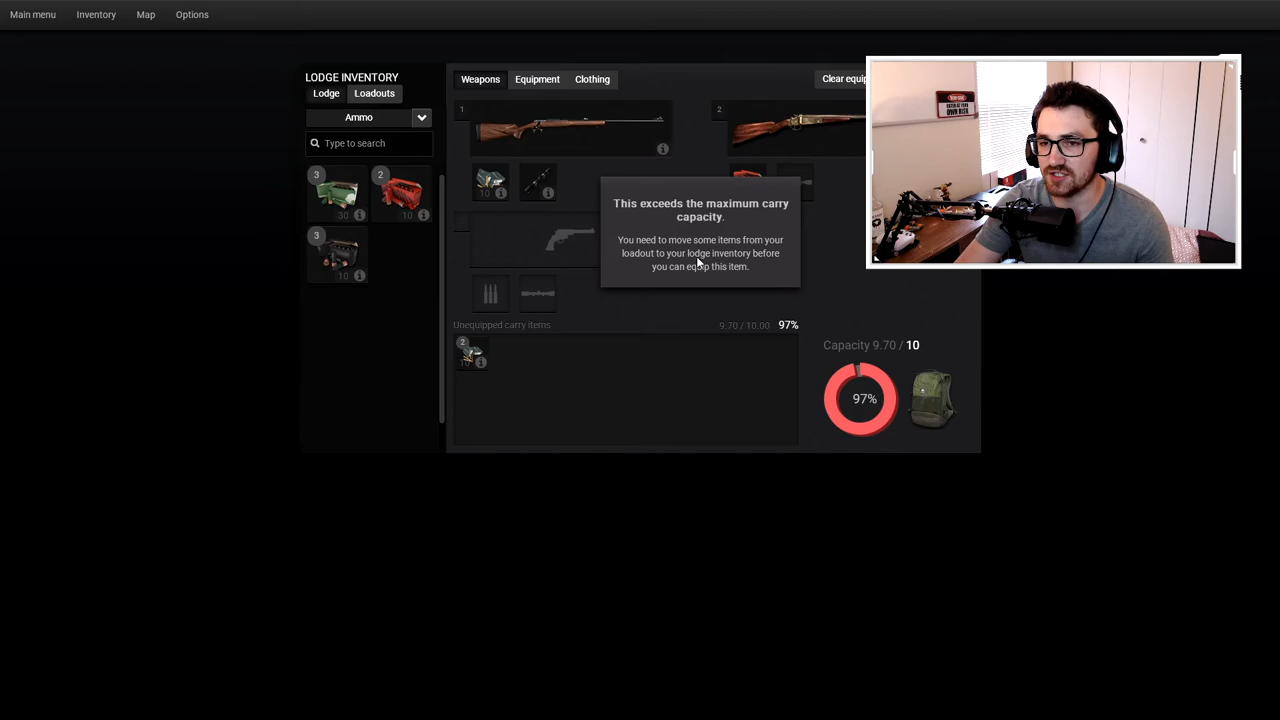 Main menu Inventory Map Options
LODGE INVENTORY
Lodge Loadouts
Ammo
Type to search
3 2
30 10
3
10
Weapons Equipment Clothing Clear equip
1 2
10
This exceeds the maximum carry
capacity.
You need to move some items from your
loadout to your lodge inventory before
you can equip this item.
Unequipped carry items 9.70 / 10.00 97%
2
10
Capacity 9.70 / 10
97%